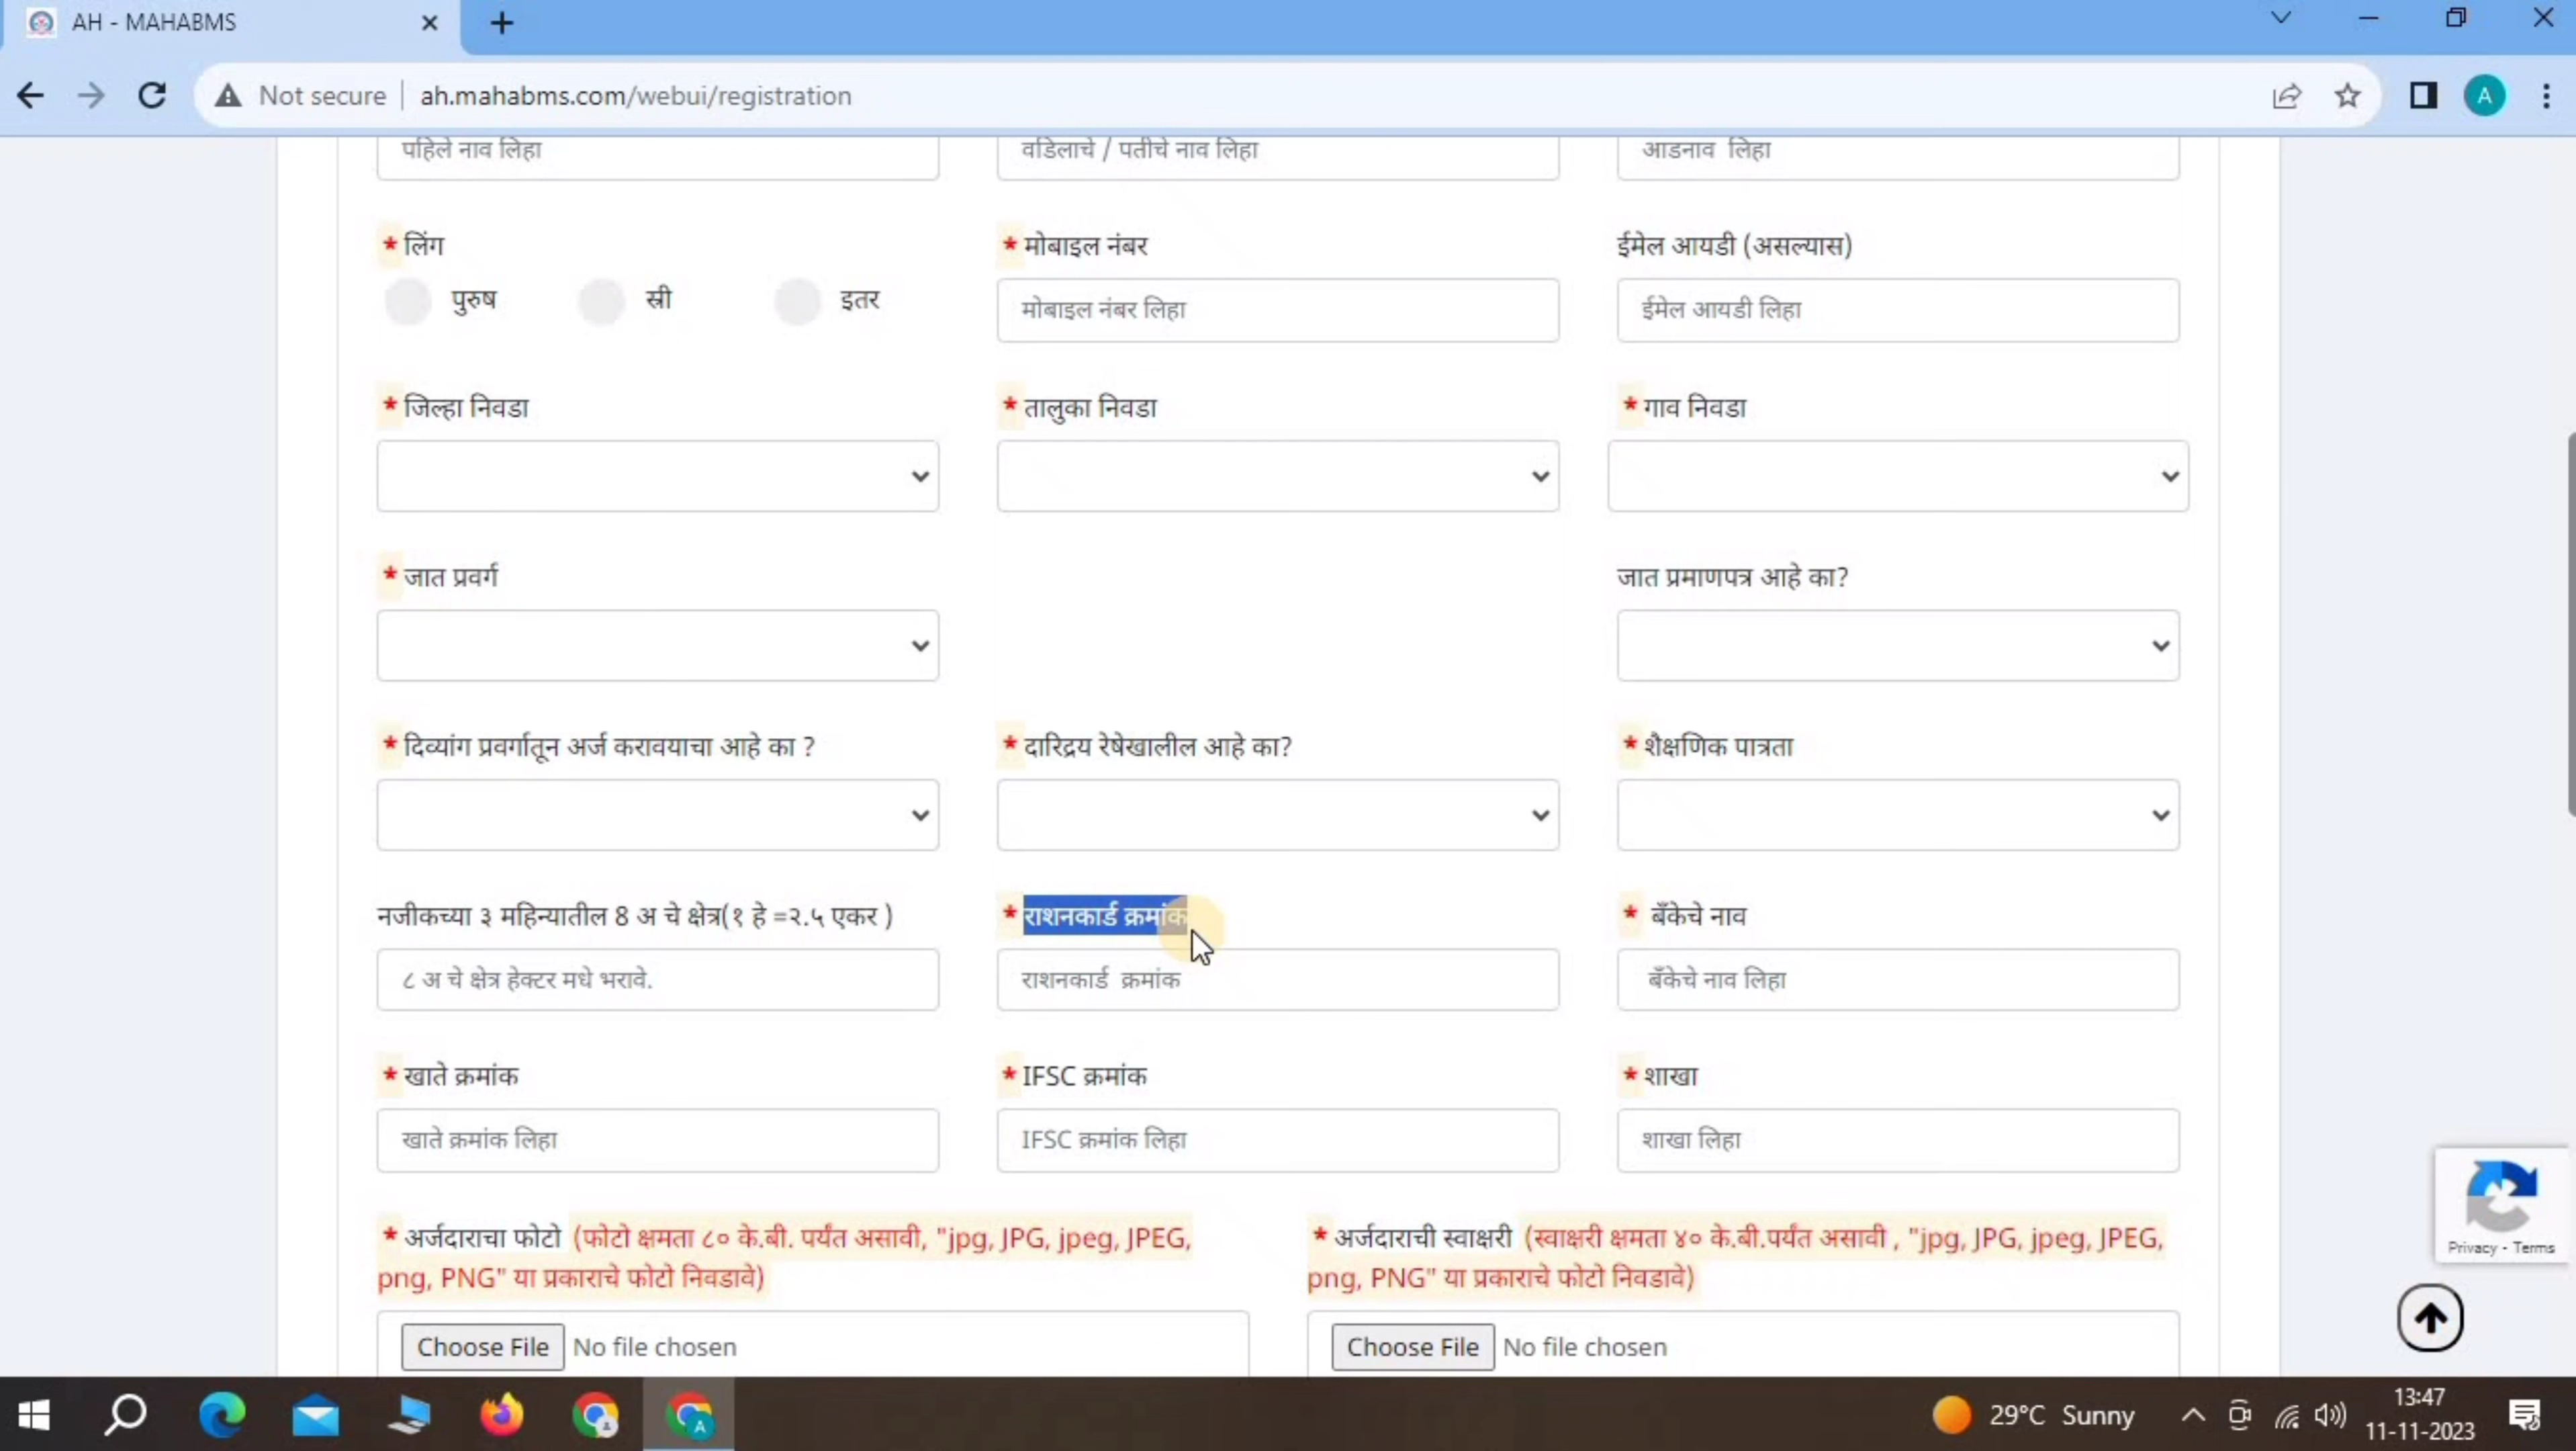 AH - MAHABMS
Not secure ah.mahabms.com/webui/registration A
पहिले नाव लिहा वडिलाचे / पतीचे नाव लिहा आडनाव लिहा
* लिंग * मोबाइल नंबर ईमेल आयडी (असल्यास)
पुरुष स्री इतर मोबाइल नंबर लिहा ईमेल आयडी लिहा
* जिल्हा निवडा * तालुका निवडा * गाव निवडा
* जात प्रवर्ग जात प्रमाणपत्र आहे का?
* दिव्यांग प्रवर्गातून अर्ज करावयाचा आहे का ? * दारिद्रय रेषेखालील आहे का? * शैक्षणिक पात्रता
नजीकच्या ३ महिन्यातील 8 अ चे क्षेत्र(१ हे =२.५ एकर ) * राशनकार्ड क्रमांक * बँकेचे नाव
८ अ चे क्षेत्र हेक्टर मधे भरावे. राशनकार्ड क्रमांक बँकेचे नाव लिहा
* खाते क्रमांक * IFSC क्रमांक * शाखा
खाते क्रमांक लिहा IFSC क्रमांक लिहा शाखा लिहा
* अर्जदाराचा फोटो (फोटो क्षमता ८० के.बी. पर्यंत असावी, "jpg, JPG, jpeg, JPEG,
png, PNG" या प्रकाराचे फोटो निवडावे)
* अर्जदाराची स्वाक्षरी (स्वाक्षरी क्षमता ४० के.बी.पर्यंत असावी , "jpg, JPG, jpeg, JPEG,
png, PNG" या प्रकाराचे फोटो निवडावे)
Privacy - Terms
Choose File No file chosen Choose File No file chosen
A 29°C Sunny 13:47
11-11-2023